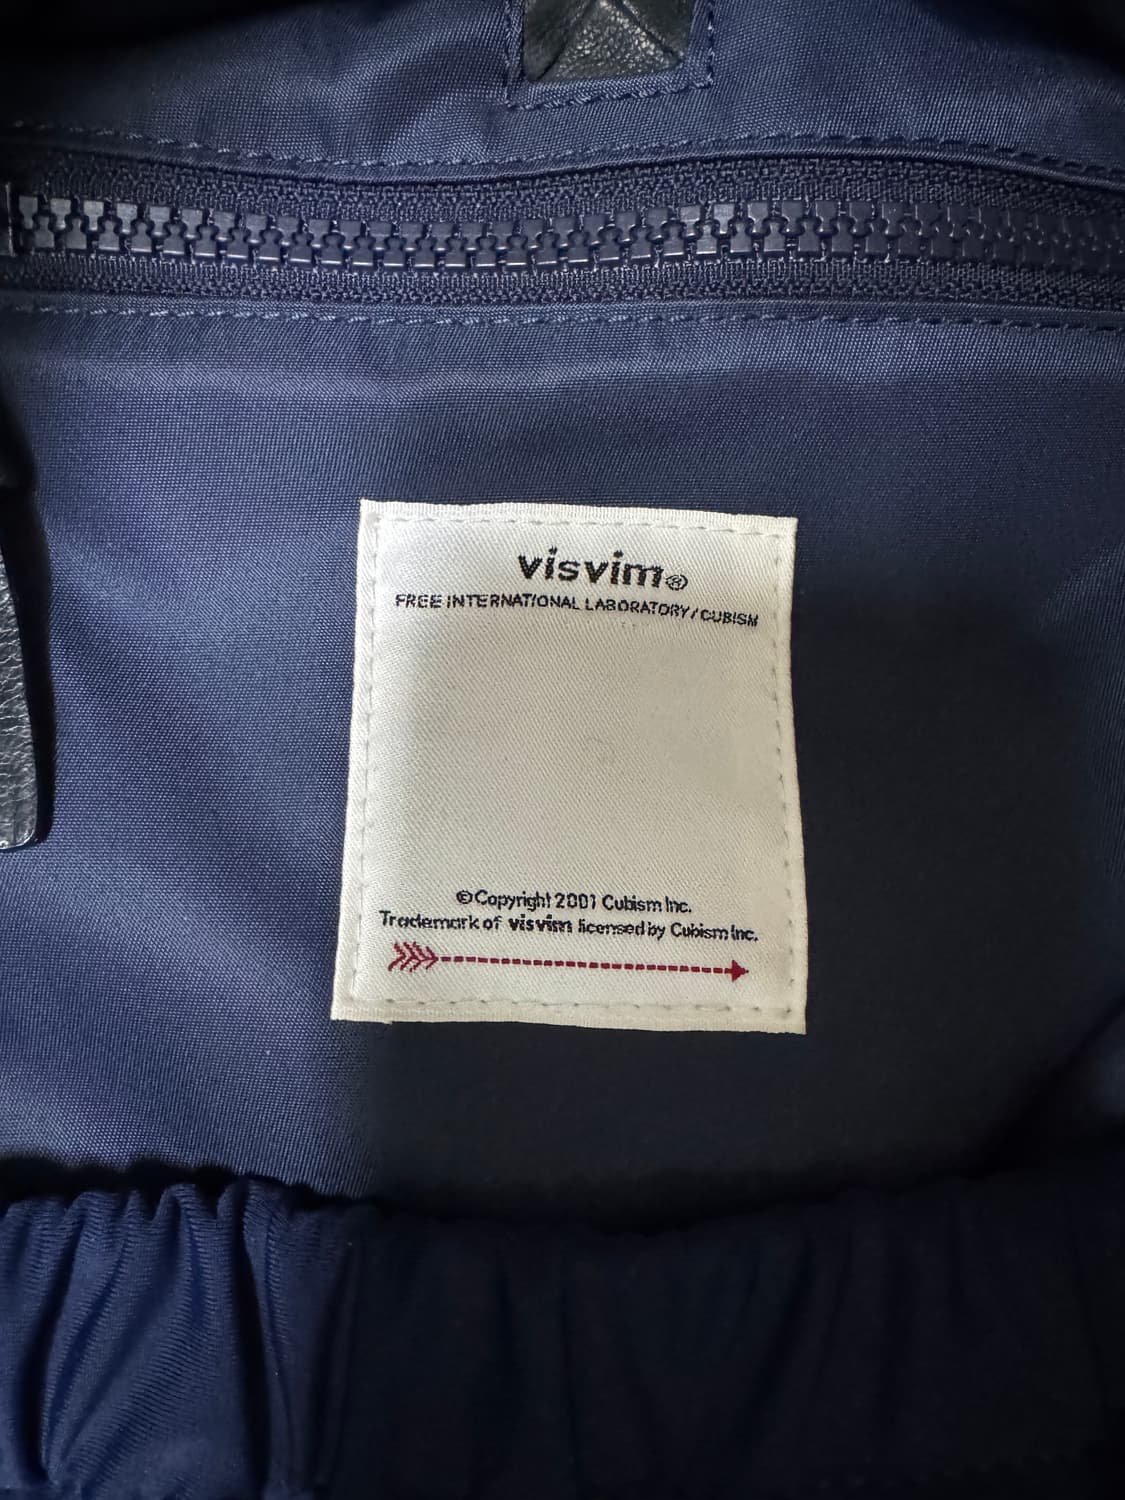 visvim®
FREE INTERNATIONAL LABORATORY/CUBISM
©Copyright 2001 Cubism Inc.
Trademark of visvim licensed by Cubism Inc.